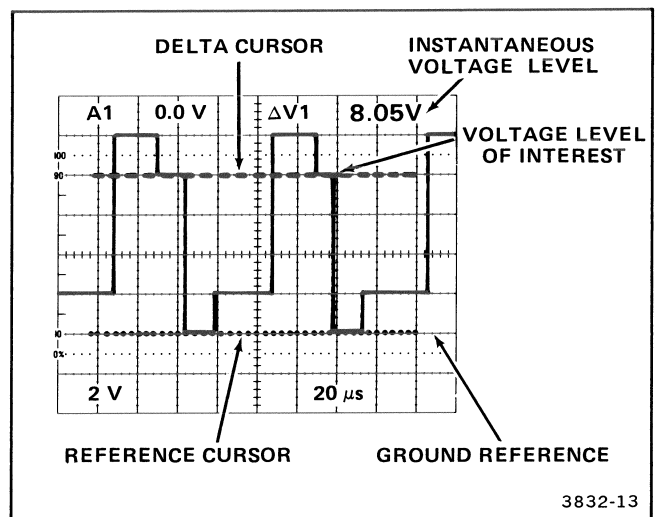 DELTA CURSOR
INSTANTANEOUS
VOLTAGE LEVEL
A1 0.0 V ΔV1 8.05V
VOLTAGE LEVEL
OF INTEREST
100
90
0%
2 V 20 μs
REFERENCE CURSOR
GROUND REFERENCE
3832-13